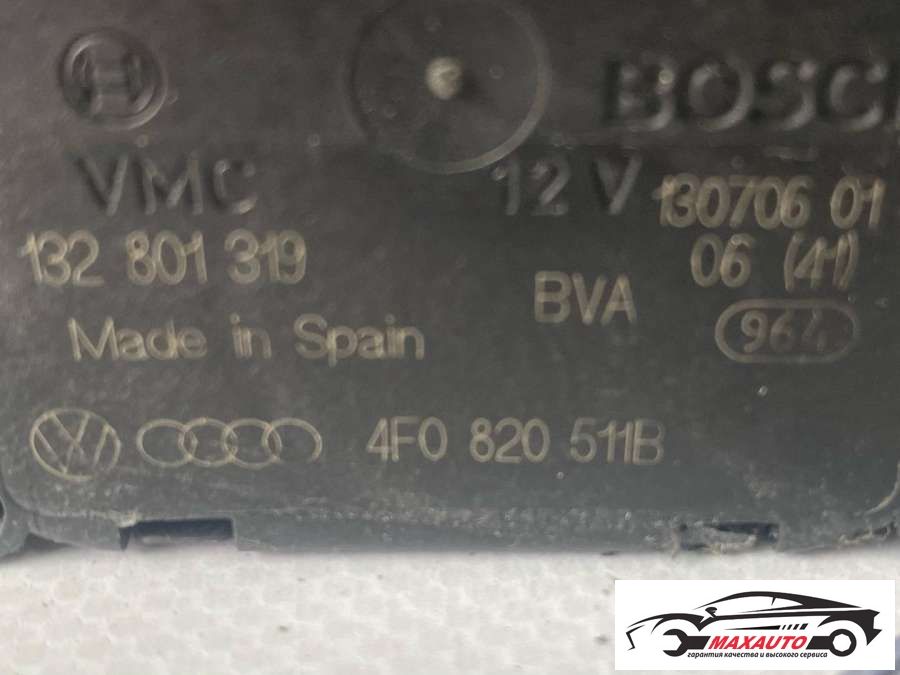 BOSCH
VMC 12 V 130706 01
132 801 319 06 (41)
BVA
Made in Spain 964
4F0 820 511B
MAXAUTO
гарантия качества и высокого сервиса